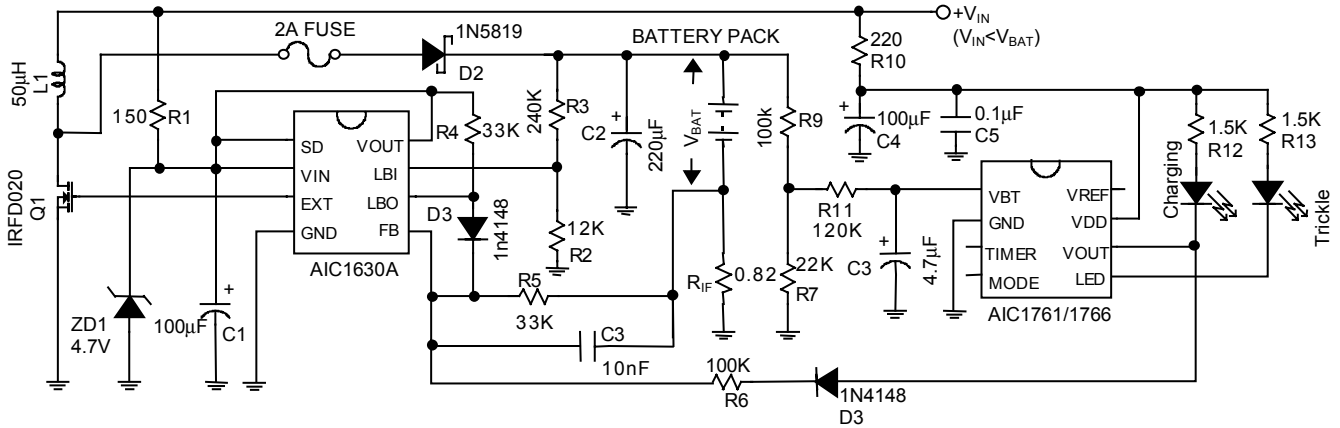 +V_IN
(V_IN<V_BAT)
2A FUSE
1N5819
D2
BATTERY PACK
220
R10
50µH
L1
150
R1
R4
33K
240K
R3
C2
220µF
+
V_BAT
100k
R9
+
100µF
C4
0.1µF
C5
1.5K
R12
1.5K
R13
SD
VIN
EXT
GND
VOUT
LBI
LBO
FB
AIC1630A
IRFD020
Q1
D3
1n4148
12K
R2
R11
120K
+
C3
4.7µF
VBT
GND
TIMER
MODE
VREF
VDD
VOUT
LED
AIC1761/1766
Charging
Trickle
ZD1
4.7V
+
100µF
C1
R5
33K
R_IF
0.82
22K
R7
C3
10nF
100K
R6
1N4148
D3